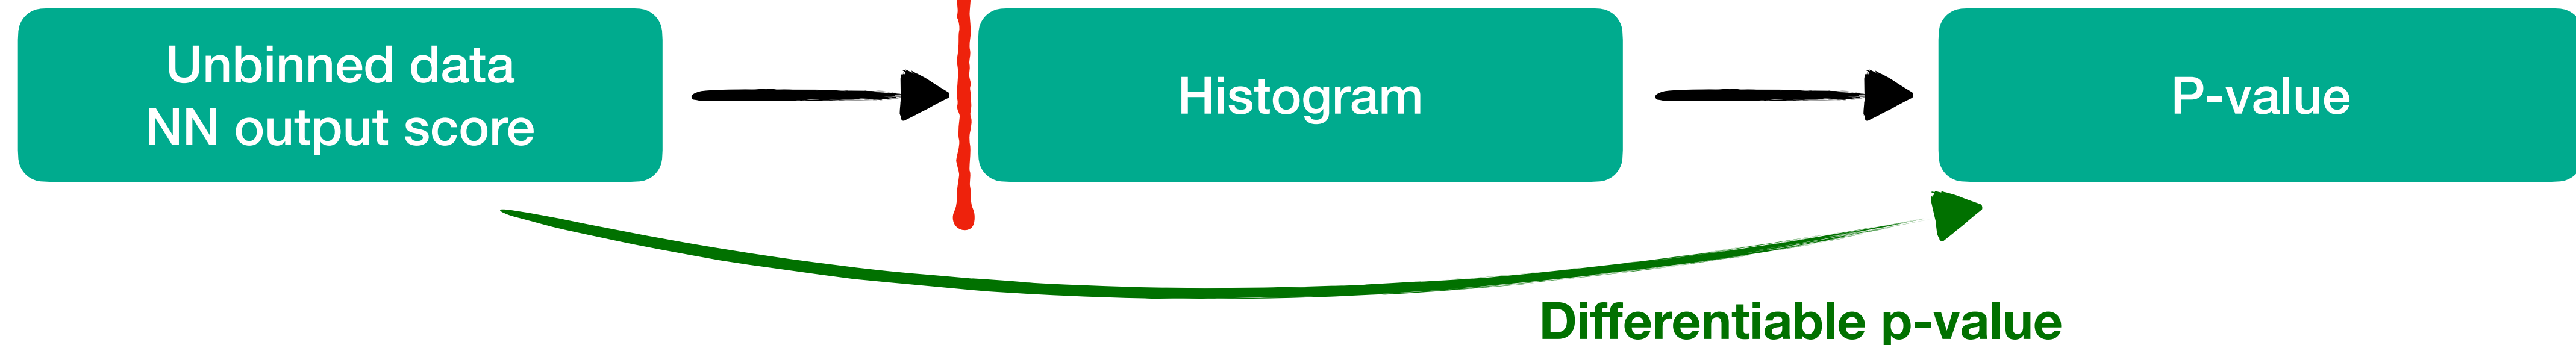 Unbinned data
NN output score
Histogram
P-value
Differentiable p-value